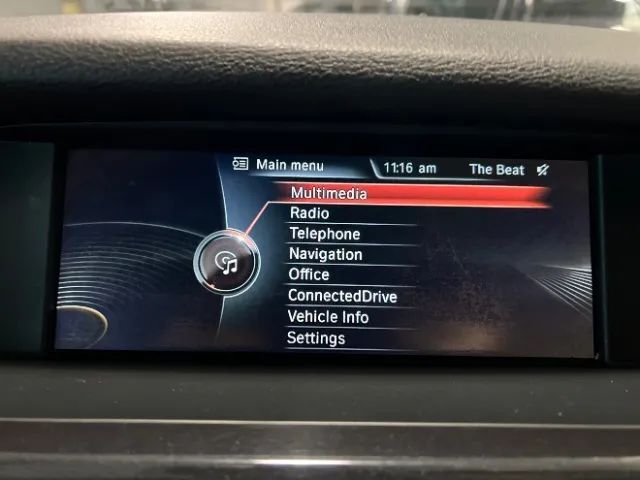 Main menu 11:16 am The Beat
Multimedia
Radio
Telephone
Navigation
Office
ConnectedDrive
Vehicle Info
Settings